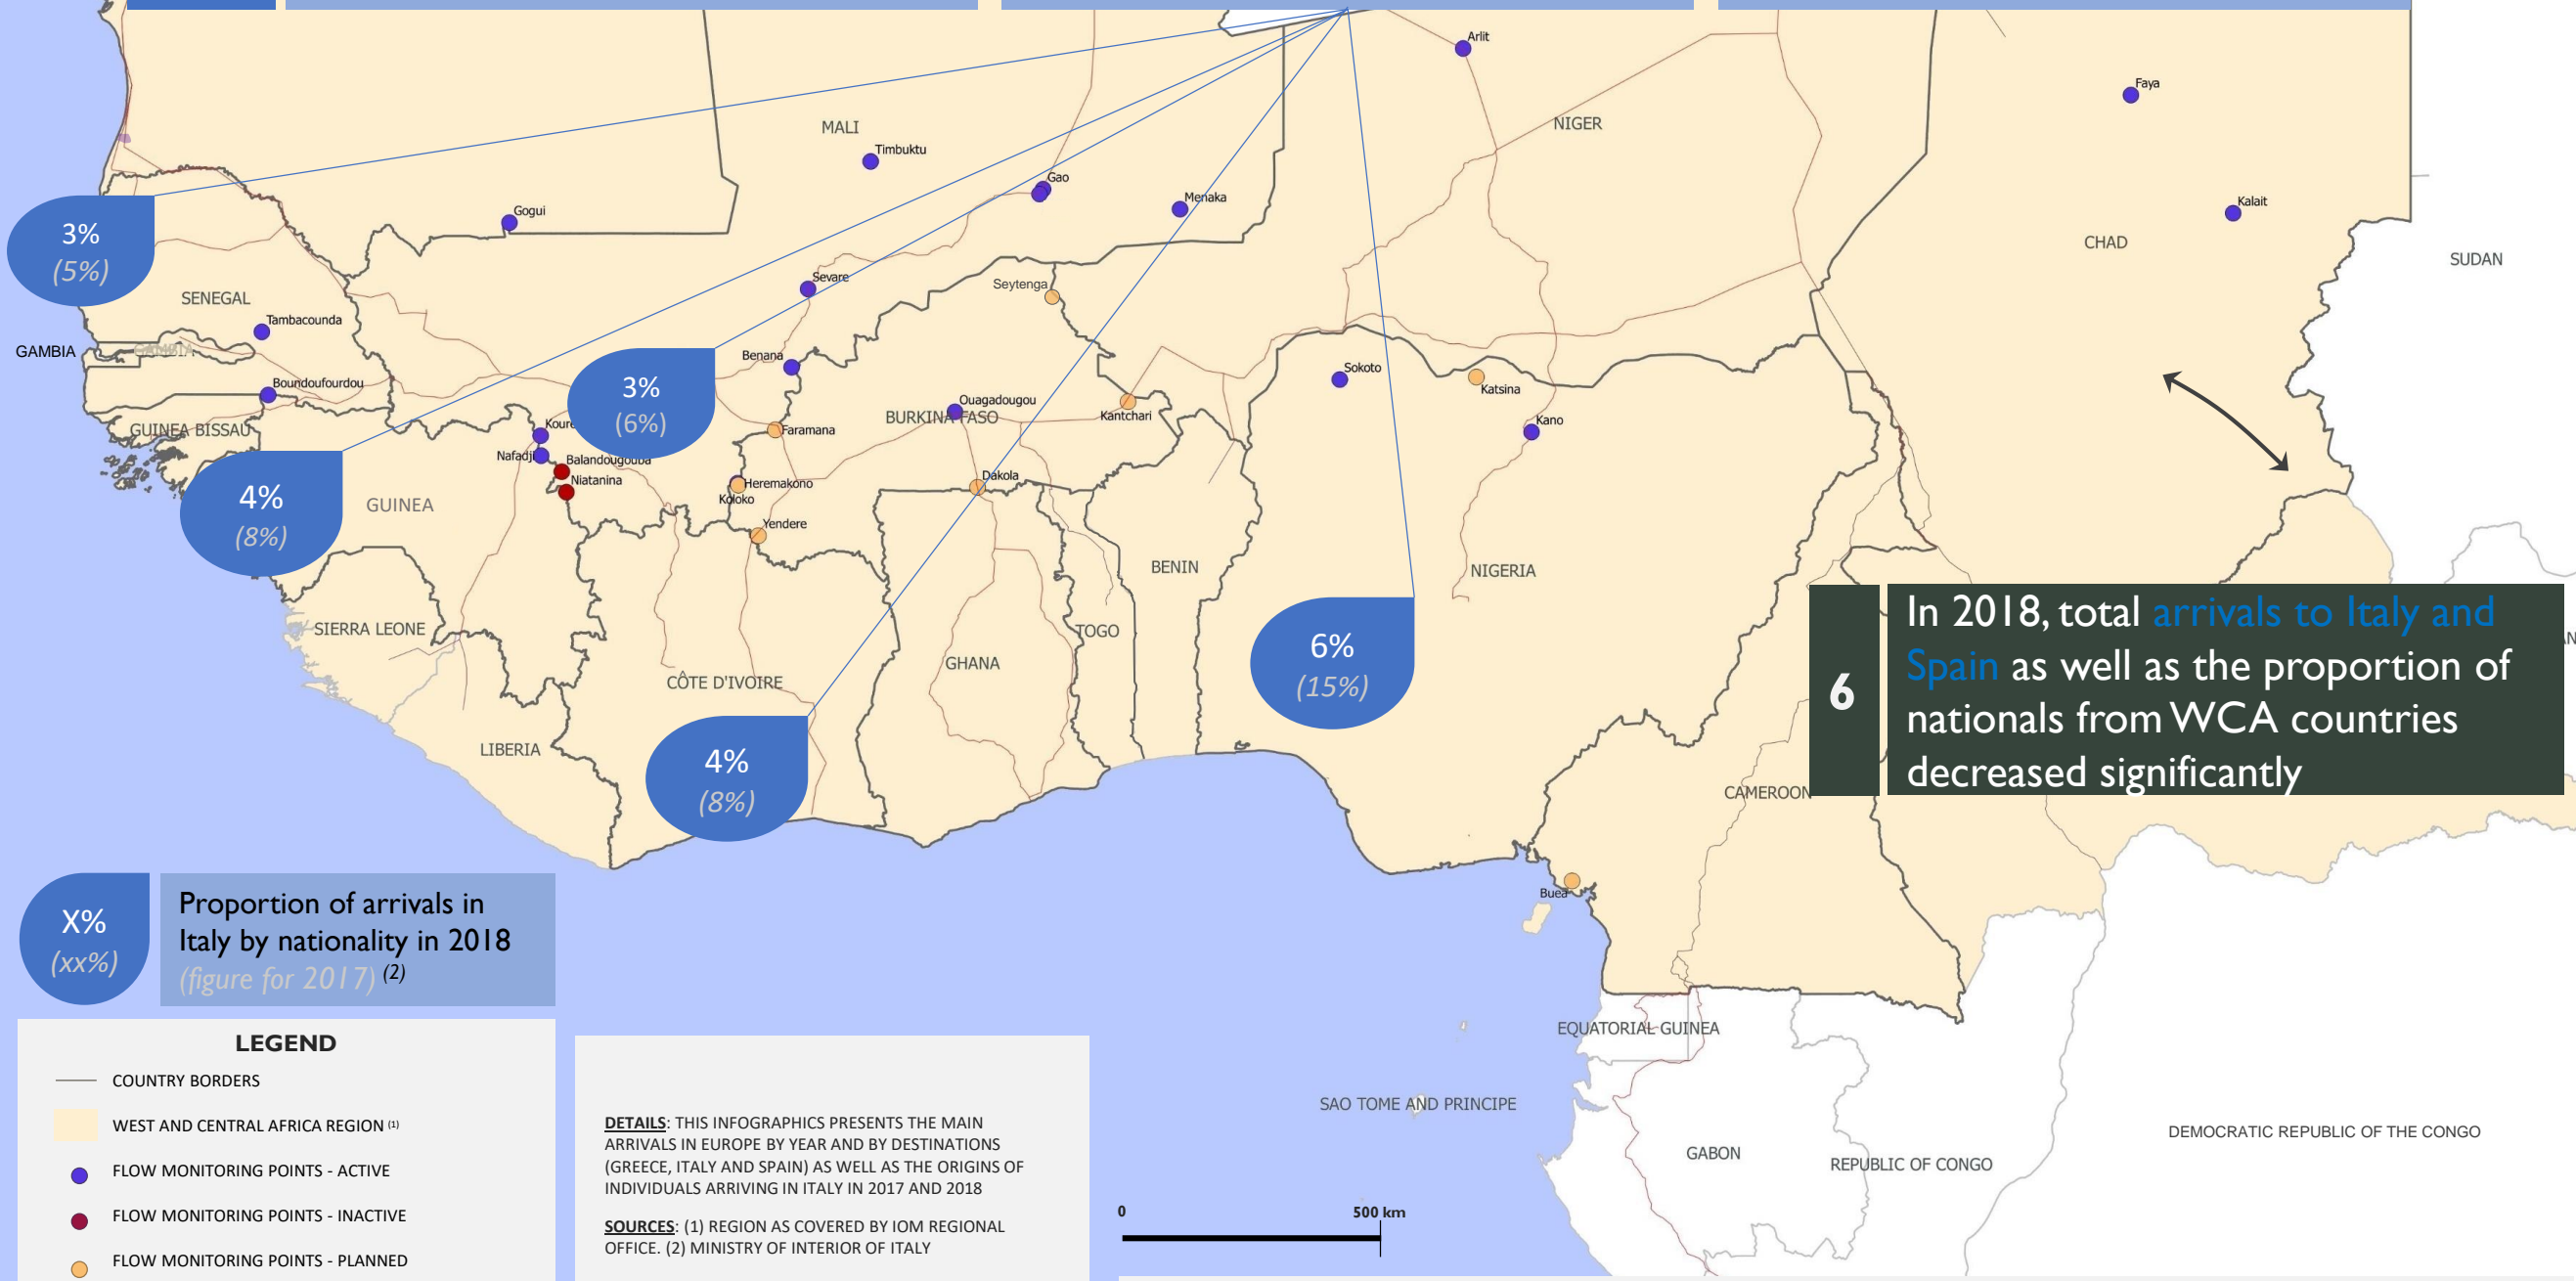 Arlit
Faya
MALI
NIGER
Timbuktu
Gao
Menaka
Gogui
Kalait
CHAD
SUDAN
3%
(5%)
Sevare
Seytenga
SENEGAL
Tambacounda
GAMBIA
GAMBIA
Benana
Sokoto
Katsina
Boundoufourdou
3%
(6%)
Ouagadougou
BURKINA FASO
Kantchari
Kano
GUINEA BISSAU
Faramana
Nafadji
Balandougouba
Niatanina
Heremakono
Koloko
Dakola
4%
(8%)
GUINEA
Yendere
BENIN
NIGERIA
SIERRA LEONE
TOGO
GHANA
6%
(15%)
CÔTE D'IVOIRE
LIBERIA
4%
(8%)
6
In 2018, total arrivals to Italy and
Spain as well as the proportion of
nationals from WCA countries
decreased significantly
CAMEROON
Buea
X%
(xx%)
Proportion of arrivals in
Italy by nationality in 2018
(figure for 2017) (2)
EQUATORIAL GUINEA
SAO TOME AND PRINCIPE
GABON
REPUBLIC OF CONGO
DEMOCRATIC REPUBLIC OF THE CONGO
LEGEND
COUNTRY BORDERS
WEST AND CENTRAL AFRICA REGION (1)
FLOW MONITORING POINTS - ACTIVE
FLOW MONITORING POINTS - INACTIVE
FLOW MONITORING POINTS - PLANNED
DETAILS: THIS INFOGRAPHICS PRESENTS THE MAIN
ARRIVALS IN EUROPE BY YEAR AND BY DESTINATIONS
(GREECE, ITALY AND SPAIN) AS WELL AS THE ORIGINS OF
INDIVIDUALS ARRIVING IN ITALY IN 2017 AND 2018
SOURCES: (1) REGION AS COVERED BY IOM REGIONAL
OFFICE. (2) MINISTRY OF INTERIOR OF ITALY
0
500 km